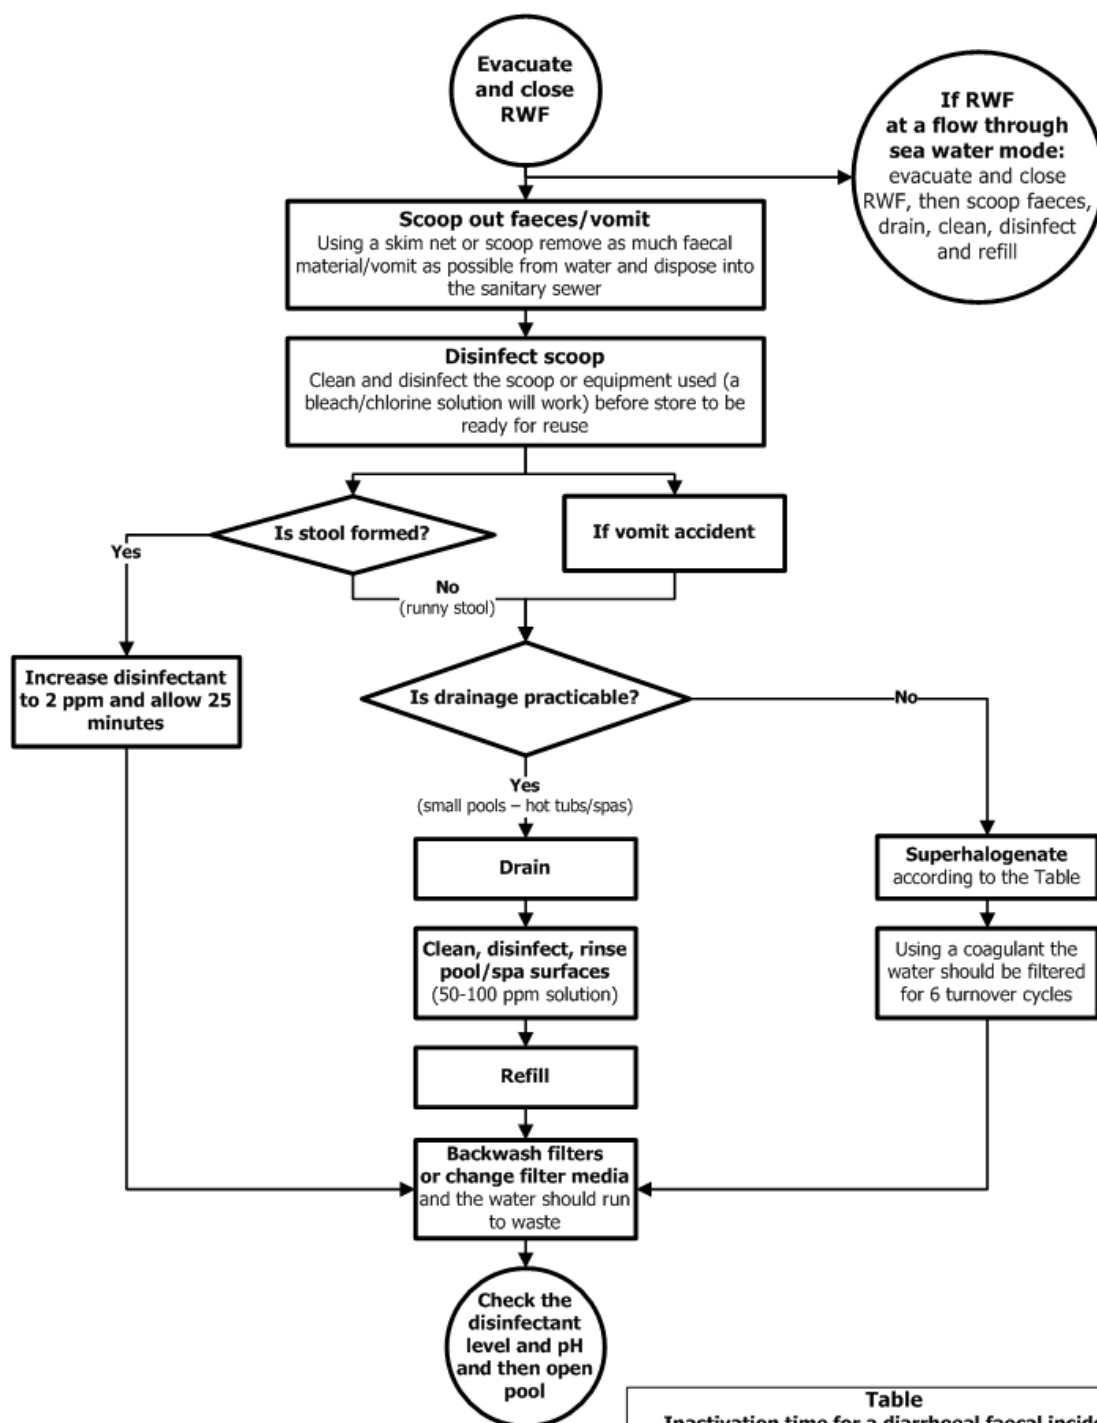 Evacuate
and close
RWF
If RWF
at a flow through
sea water mode:
evacuate and close
RWF, then scoop faeces,
drain, clean, disinfect
and refill
Scoop out faeces/vomit
Using a skim net or scoop remove as much faecal
material/vomit as possible from water and dispose into
the sanitary sewer
Disinfect scoop
Clean and disinfect the scoop or equipment used (a
bleach/chlorine solution will work) before store to be
ready for reuse
Is stool formed?
If vomit accident
Yes
No
(runny stool)
Increase disinfectant
to 2 ppm and allow 25
minutes
Is drainage practicable?
No
Yes
(small pools – hot tubs/spas)
Drain
Superhalogenate
according to the Table
Clean, disinfect, rinse
pool/spa surfaces
(50-100 ppm solution)
Using a coagulant the
water should be filtered
for 6 turnover cycles
Refill
Backwash filters
or change filter media
and the water should run
to waste
Check the
disinfectant
level and pH
and then open
pool
Table
Inactivation time for a diarrhoeal faecal